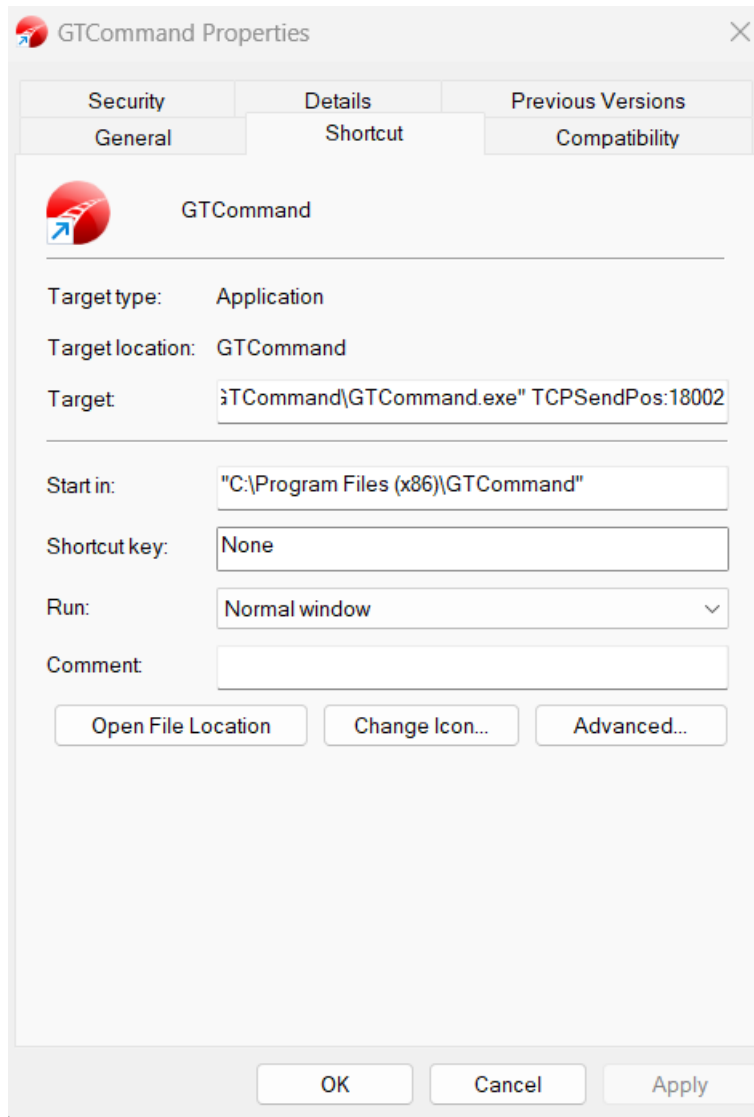 GTCommand Properties
Security Details Previous Versions
General Shortcut Compatibility
GTCommand
Target type: Application
Target location: GTCommand
Target: GTCommand\GTCommand.exe" TCPSendPos:18002
Start in: "C:\Program Files (x86)\GTCommand"
Shortcut key: None
Run: Normal window
Comment:
Open File Location Change Icon... Advanced...
OK Cancel Apply